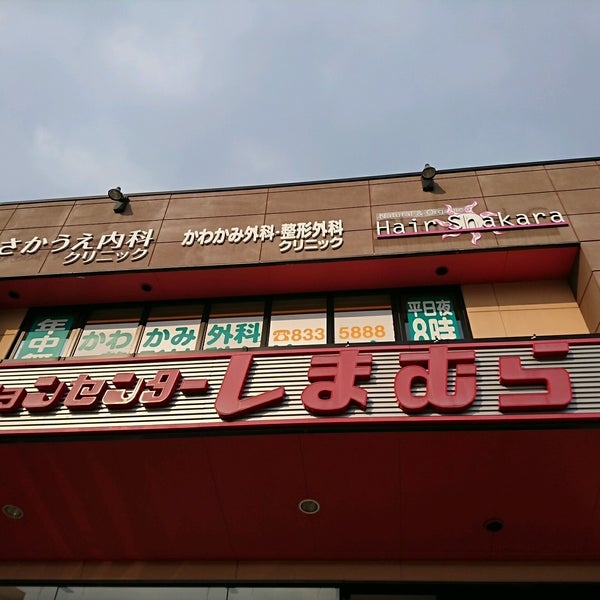 さかうえ内科
クリニック
かわかみ外科・整形外科
クリニック
Natural & Organic
Hair Shakara
年中
かわかみ外科
☎833 5888
平日夜
8時
ョンセンターしまむら